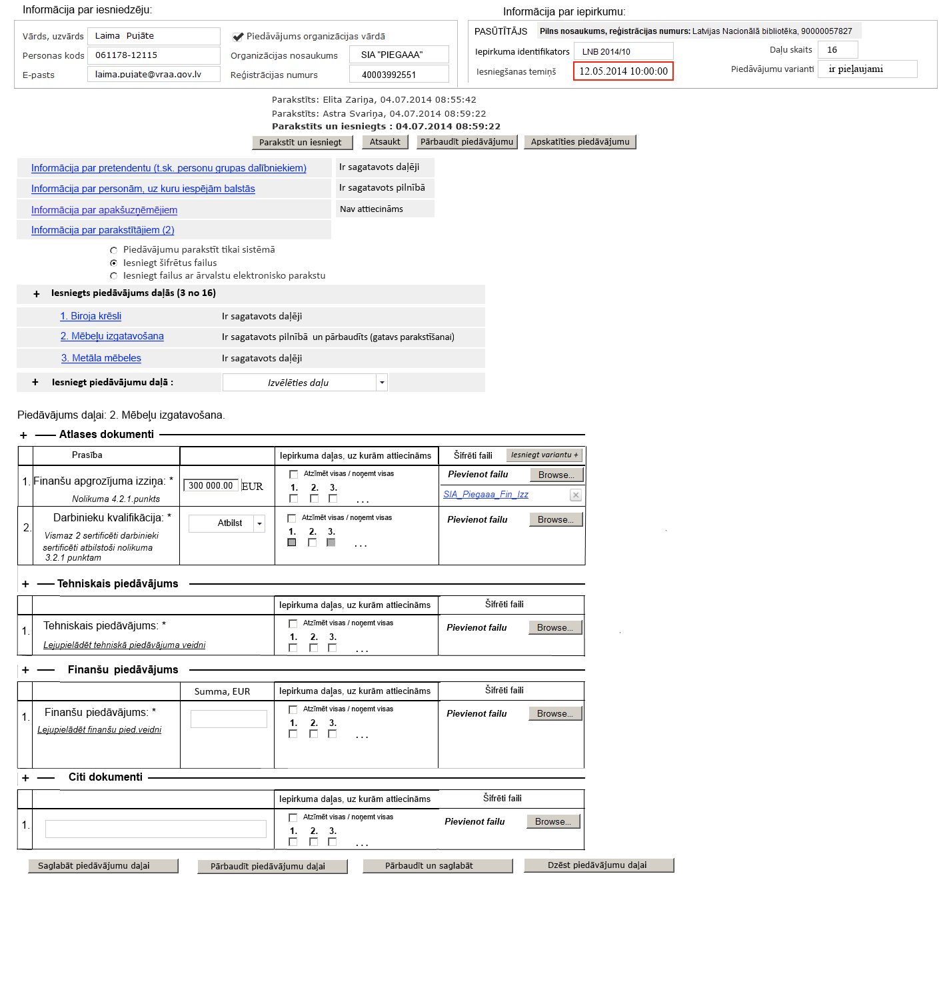 Informācija par iesniedzēju:
Informācija par iepirkumu:
Vārds, uzvārds Laima Pujāte Piedāvājums organizācijas vārdā
Personas kods 061178-12115 Organizācijas nosaukums SIA "PIEGAAA"
E-pasts laima.pujate@vraa.gov.lv Reģistrācijas numurs 40003992551
PASŪTĪTĀJS Pilns nosaukums, reģistrācijas numurs: Latvijas Nacionālā bibliotēka, 90000057827
Iepirkuma identifikators LNB 2014/10 Daļu skaits 16
Iesniegšanas temiņš 12.05.2014 10:00:00 Piedāvājumu varianti ir pieļaujami
Parakstīts: Elita Zariņa, 04.07.2014 08:55:42
Parakstīts: Astra Svariņa, 04.07.2014 08:59:22
Parakstīts un iesniegts : 04.07.2014 08:59:22
Parakstīt un iesniegt Atsaukt Pārbaudīt piedāvājumu Apskatīties piedāvājumu
Informācija par pretendentu (t.sk. personu grupas dalībniekiem) Ir sagatavots daļēji
Informācija par personām, uz kuru iespējām balstās Ir sagatavots pilnībā
Informācija par apakšuzņēmējiem Nav attiecināms
Informācija par parakstītājiem (2)
Piedāvājumu parakstīt tikai sistēmā
Iesniegt šifrētus failus
Iesniegt failus ar ārvalstu elektronisko parakstu
+ Iesniegts piedāvājums daļās (3 no 16)
1. Biroja krēsli Ir sagatavots daļēji
2. Mēbeļu izgatavošana Ir sagatavots pilnībā un pārbaudīts (gatavs parakstīšanai)
3. Metāla mēbeles Ir sagatavots daļēji
+ Iesniegt piedāvājumu daļā : Izvēlēties daļu
Piedāvājums daļai: 2. Mēbeļu izgatavošana.
+ Atlases dokumenti
Prasība Iepirkuma daļas, uz kurām attiecināms Šifrēti faili Iesniegt variantu +
1. Finanšu apgrozījuma izziņa: * 300 000.00 EUR Atzīmēt visas / noņemt visas Pievienot failu Browse...
1. 2. 3. ...
Nolikuma 4.2.1.punkts SIA_Piegaaa_Fin_Izz
2. Darbinieku kvalifikācija: * Atbilst Atzīmēt visas / noņemt visas Pievienot failu Browse...
Vismaz 2 sertificēti darbinieki 1. 2. 3. ...
sertificēti atbilstoši nolikuma
3.2.1 punktam
+ Tehniskais piedāvājums
Iepirkuma daļas, uz kurām attiecināms Šifrēti faili
1. Tehniskais piedāvājums: * Atzīmēt visas / noņemt visas Pievienot failu Browse...
Lejupielādēt tehniskā piedāvājuma veidni 1. 2. 3. ...
+ Finanšu piedāvājums
Summa, EUR Iepirkuma daļas, uz kurām attiecināms Šifrēti faili
1. Finanšu piedāvājums: * Atzīmēt visas / noņemt visas Pievienot failu Browse...
Lejupielādēt finanšu pied.veidni 1. 2. 3. ...
+ Citi dokumenti
Iepirkuma daļas, uz kurām attiecināms Šifrēti faili
1. Atzīmēt visas / noņemt visas Pievienot failu Browse...
1. 2. 3. ...
Saglabāt piedāvājumu daļai Pārbaudīt piedāvājumu daļai Pārbaudīt un saglabāt Dzēst piedāvājumu daļai